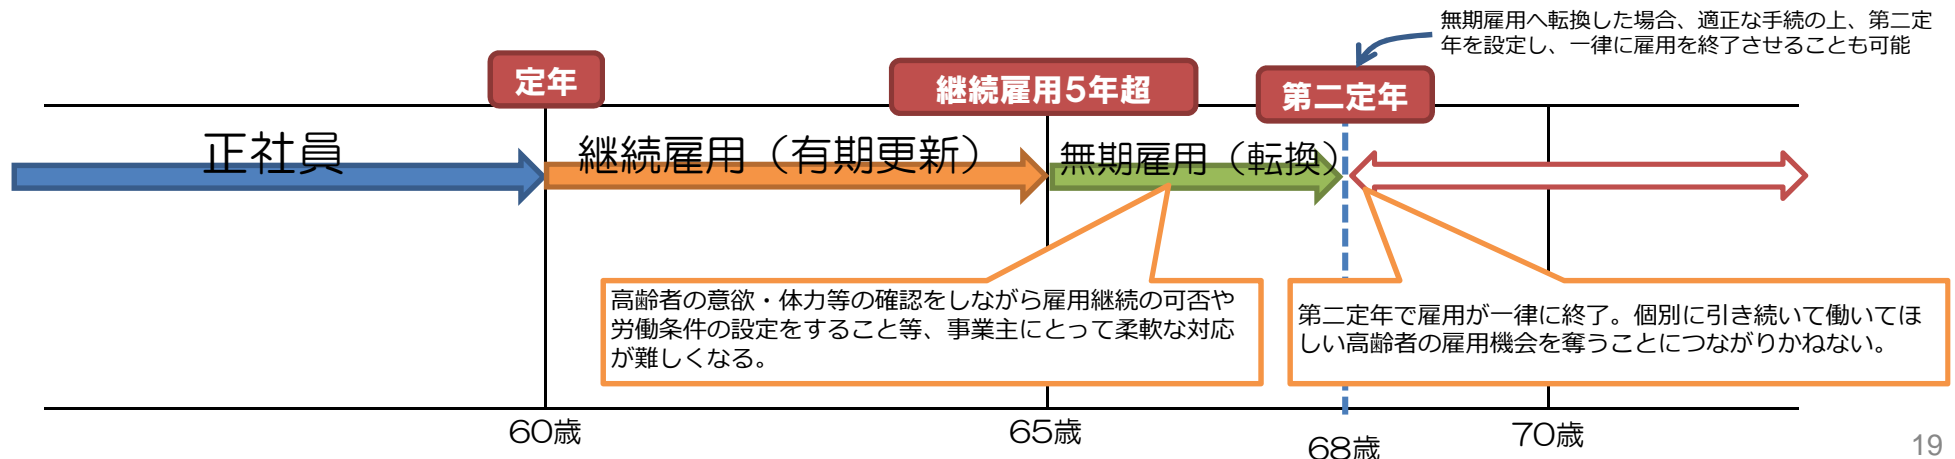 無期雇用へ転換した場合、適正な手続の上、第二定
年を設定し、一律に雇用を終了させることも可能
定年
継続雇用5年超
第二定年
正社員
継続雇用（有期更新）
無期雇用（転換）
高齢者の意欲・体力等の確認をしながら雇用継続の可否や
労働条件の設定をすること等、事業主にとって柔軟な対応
が難しくなる。
第二定年で雇用が一律に終了。個別に引き続いて働いてほ
しい高齢者の雇用機会を奪うことにつながりかねない。
60歳
65歳
68歳
70歳
19